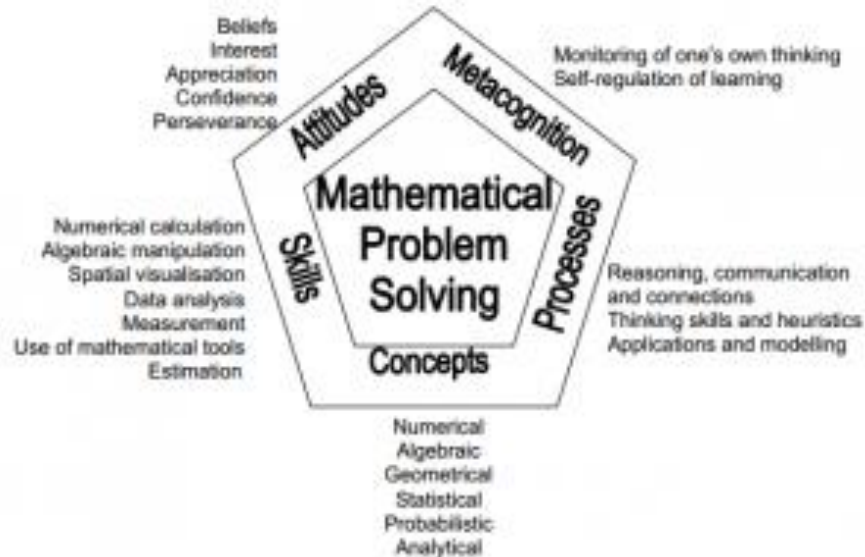 Beliefs
Interest
Appreciation
Confidence
Perseverance
Attitudes
Metacognition
Monitoring of one's own thinking
Self-regulation of learning
Mathematical
Problem
Solving
Numerical calculation
Algebraic manipulation
Spatial visualisation
Data analysis
Measurement
Use of mathematical tools
Estimation
Skills
Processes
Reasoning, communication
and connections
Thinking skills and heuristics
Applications and modelling
Concepts
Numerical
Algebraic
Geometrical
Statistical
Probabilistic
Analytical